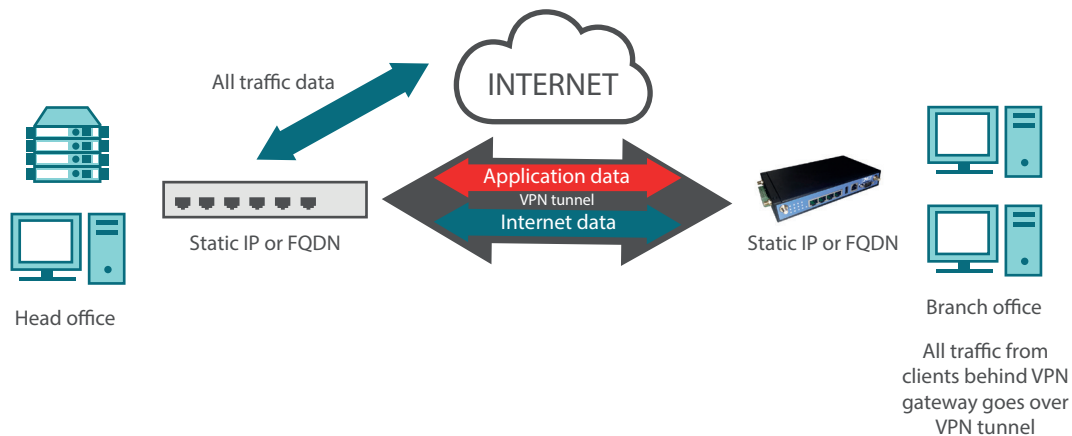 INTERNET
All traffic data
Application data
VPN tunnel
Internet data
Static IP or FQDN
Static IP or FQDN
Head office
Branch office
All traffic from
clients behind VPN
gateway goes over
VPN tunnel